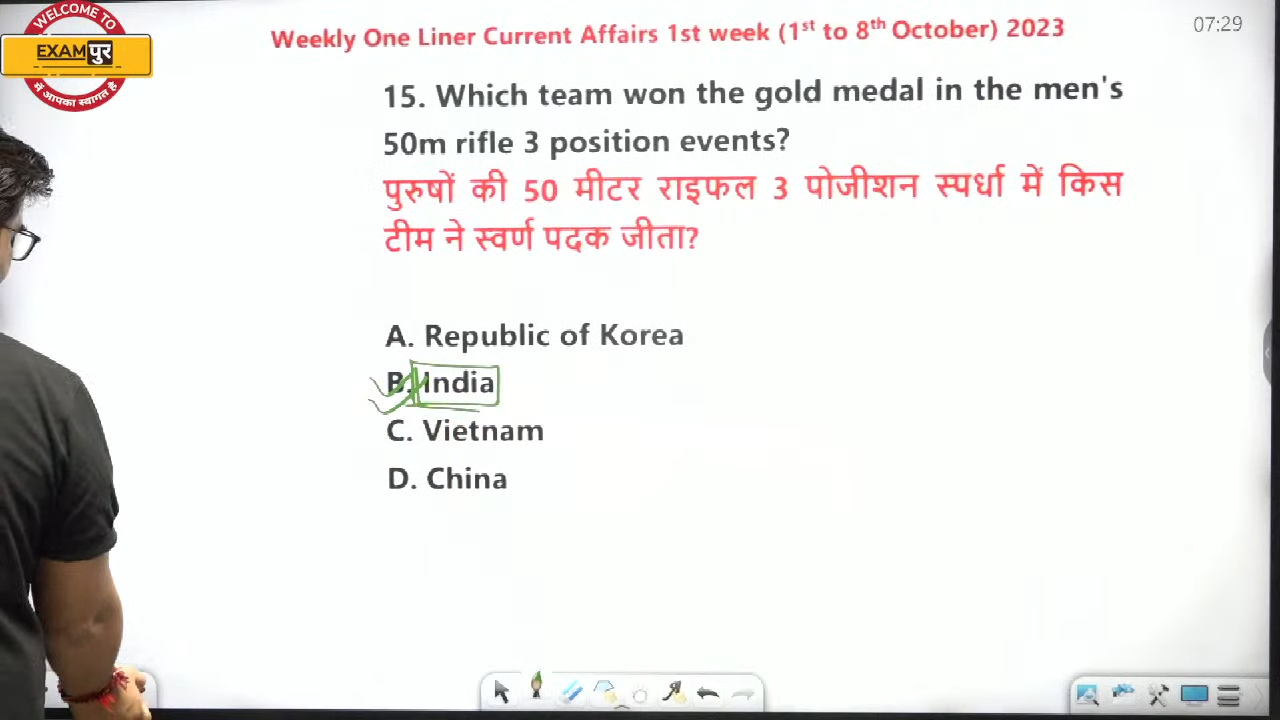 WELCOME TO
EXAMपुर
में आपका स्वागत है
Weekly One Liner Current Affairs 1st week (1st to 8th October) 2023
07:29
15. Which team won the gold medal in the men's
50m rifle 3 position events?
पुरुषों की 50 मीटर राइफल 3 पोजीशन स्पर्धा में किस
टीम ने स्वर्ण पदक जीता?
A. Republic of Korea
B. India
C. Vietnam
D. China